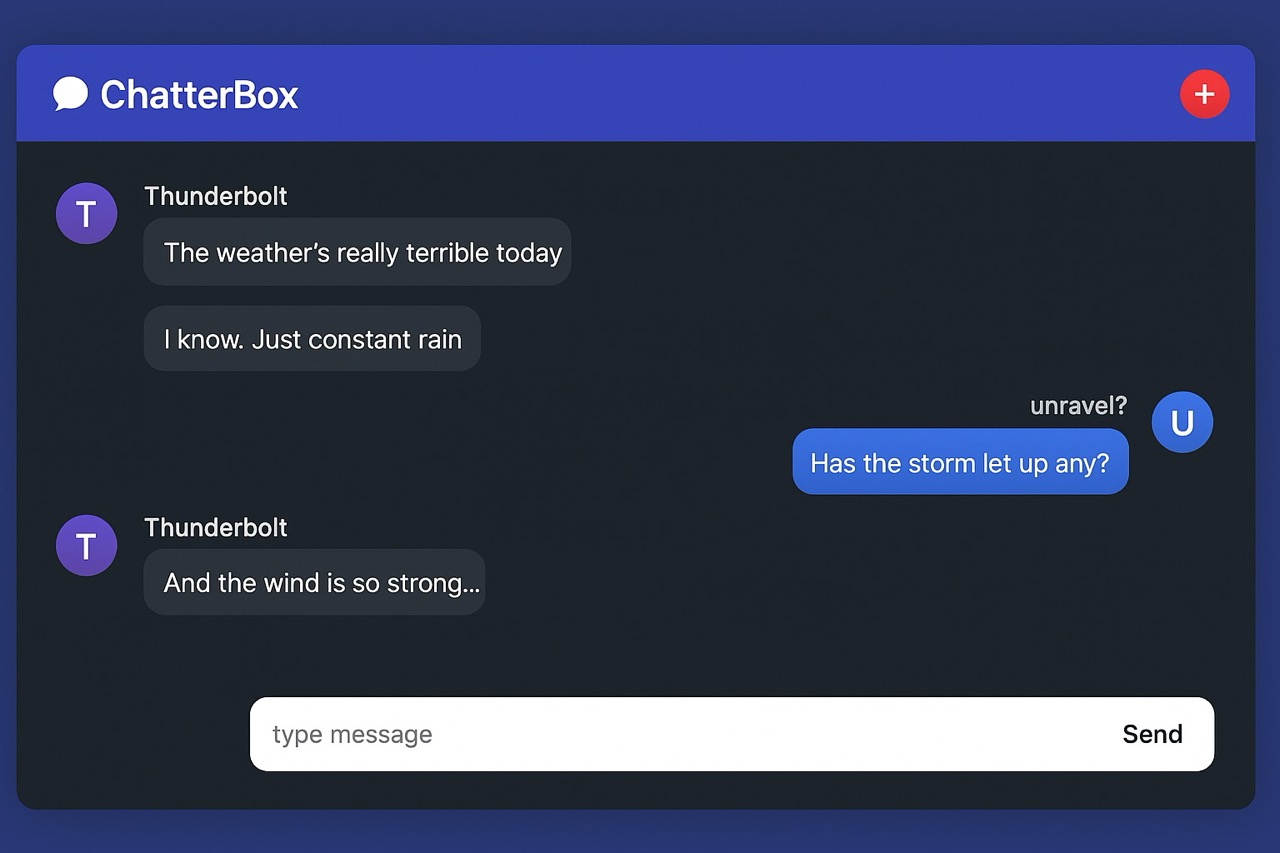 ChatterBox
+
T
Thunderbolt
The weather’s really terrible today
I know. Just constant rain
unravel?
U
Has the storm let up any?
T
Thunderbolt
And the wind is so strong...
type message
Send